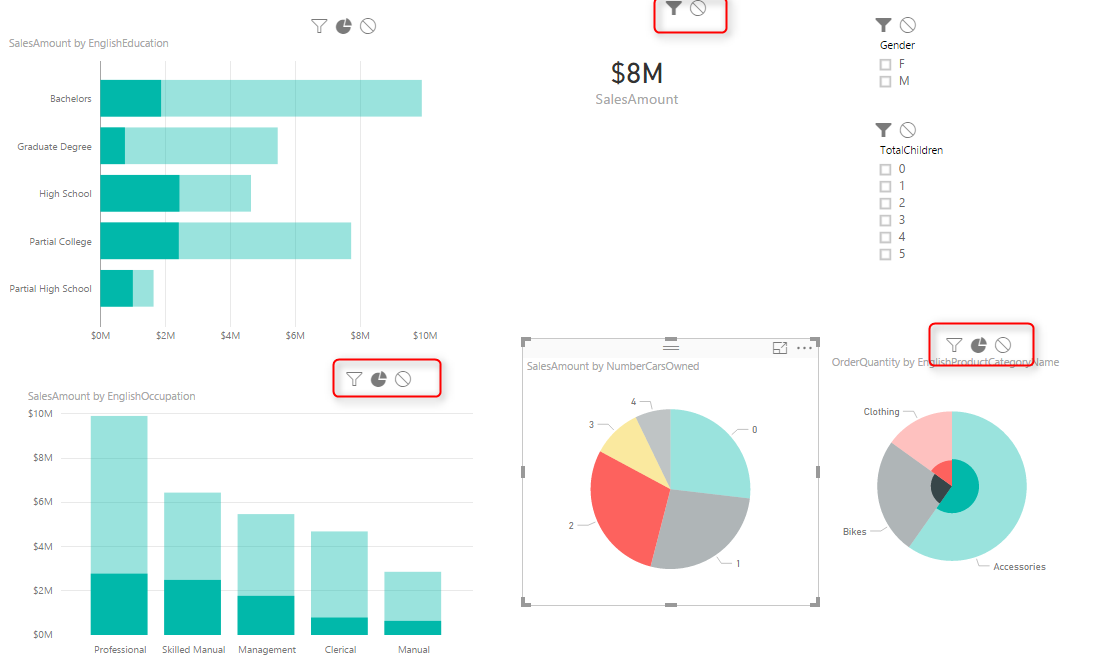 SalesAmount by EnglishEducation
Bachelors
Graduate Degree
High School
Partial College
Partial High School
$0M $2M $4M $6M $8M $10M
$8M
SalesAmount
Gender
F
M
TotalChildren
0
1
2
3
4
5
SalesAmount by EnglishOccupation
$10M
$8M
$6M
$4M
$2M
$0M
Professional Skilled Manual Management Clerical Manual
SalesAmount by NumberCarsOwned
4
3
0
2
1
OrderQuantity by EnglishProductCategoryName
Clothing
Bikes
Accessories